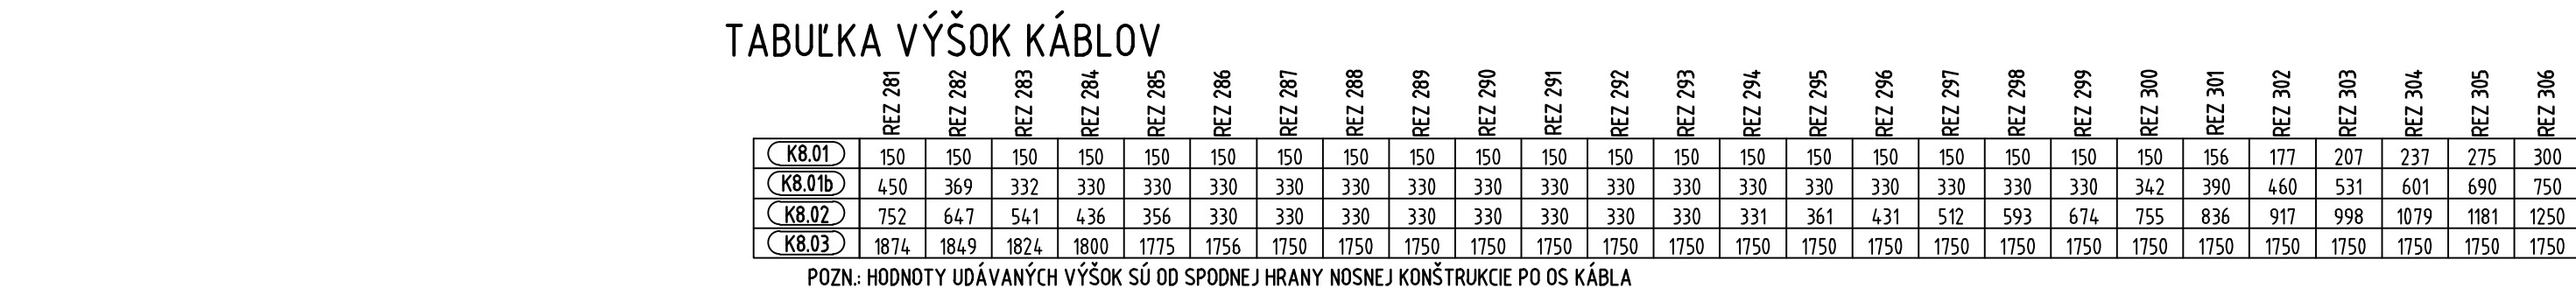 TABUĽKA VÝŠOK KÁBLOV
REZ 281 REZ 282 REZ 283 REZ 284 REZ 285 REZ 286 REZ 287 REZ 288 REZ 289 REZ 290 REZ 291 REZ 292 REZ 293 REZ 294 REZ 295 REZ 296 REZ 297 REZ 298 REZ 299 REZ 300 REZ 301 REZ 302 REZ 303 REZ 304 REZ 305 REZ 306
K8.01 150 150 150 150 150 150 150 150 150 150 150 150 150 150 150 150 150 150 150 150 156 177 207 237 275 300
K8.01b 450 369 332 330 330 330 330 330 330 330 330 330 330 330 330 330 330 330 330 342 390 460 531 601 690 750
K8.02 752 647 541 436 356 330 330 330 330 330 330 330 330 331 361 431 512 593 674 755 836 917 998 1079 1181 1250
K8.03 1874 1849 1824 1800 1775 1756 1750 1750 1750 1750 1750 1750 1750 1750 1750 1750 1750 1750 1750 1750 1750 1750 1750 1750 1750 1750
POZN.: HODNOTY UDÁVANÝCH VÝŠOK SÚ OD SPODNEJ HRANY NOSNEJ KONŠTRUKCIE PO OS KÁBLA